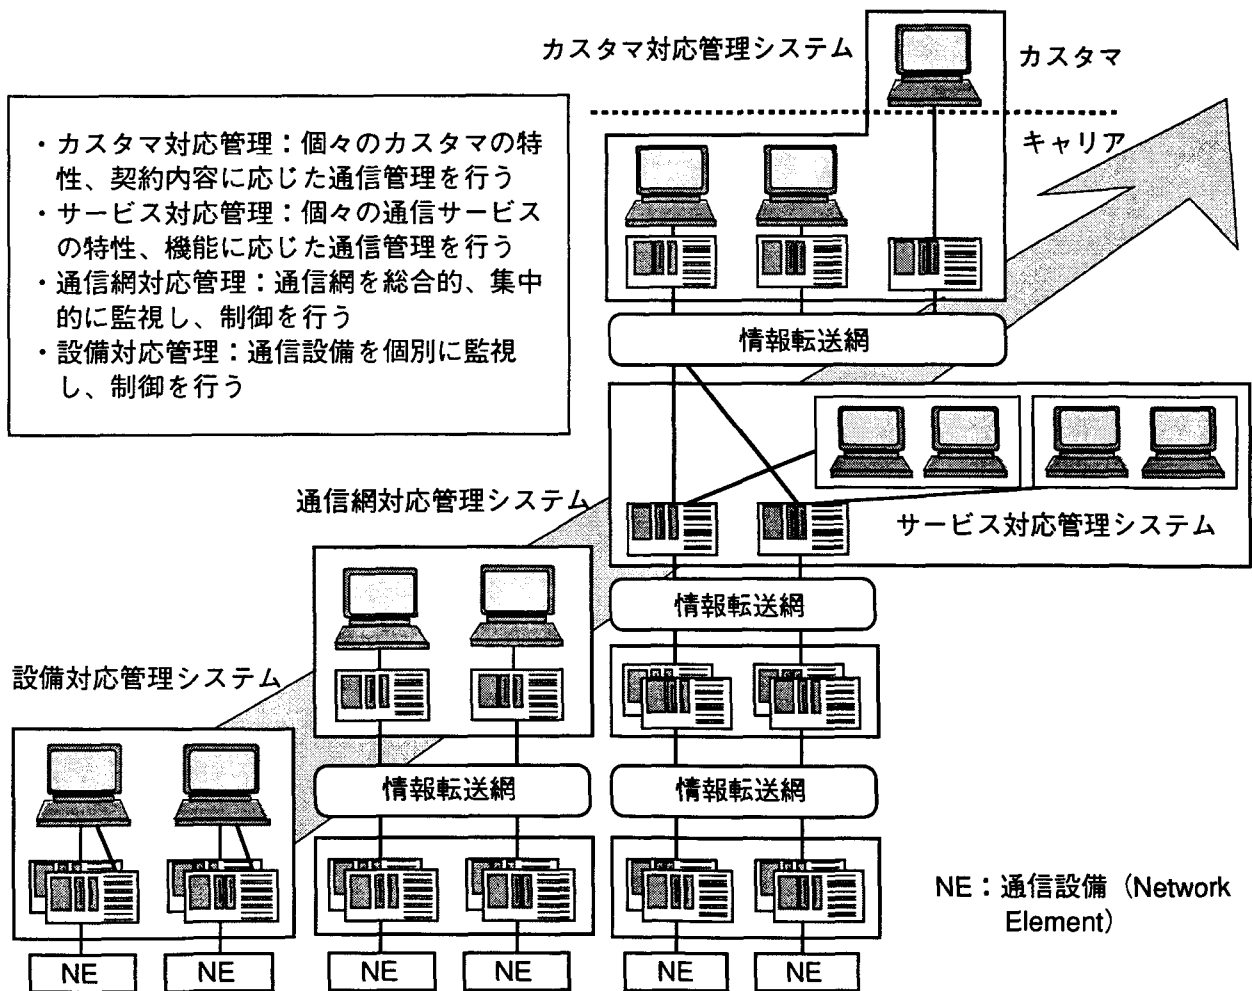 カスタマ対応管理システム
カスタマ
キャリア
・カスタマ対応管理：個々のカスタマの特
性、契約内容に応じた通信管理を行う
・サービス対応管理：個々の通信サービス
の特性、機能に応じた通信管理を行う
・通信網対応管理：通信網を総合的、集中
的に監視し、制御を行う
・設備対応管理：通信設備を個別に監視
し、制御を行う
情報転送網
通信網対応管理システム
サービス対応管理システム
情報転送網
設備対応管理システム
情報転送網
情報転送網
NE：通信設備（Network
Element）
NE
NE
NE
NE
NE
NE